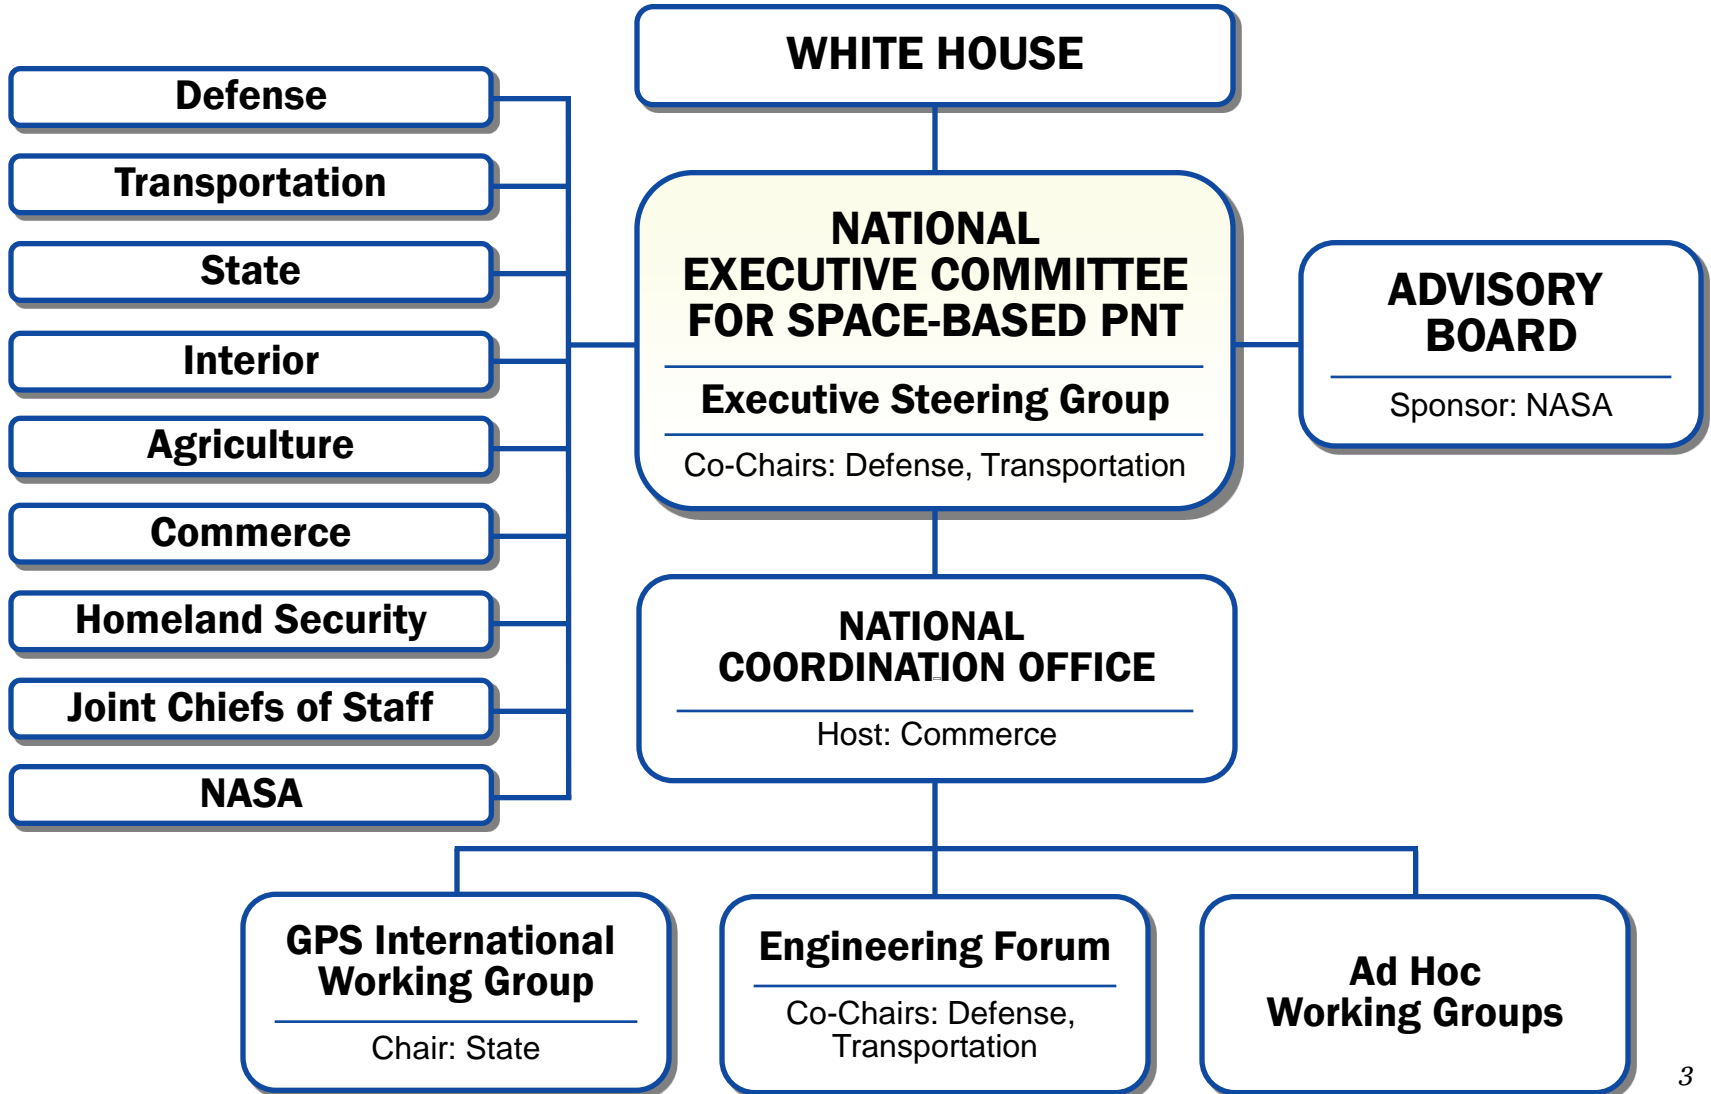 WHITE HOUSE
Defense
Transportation
State
Interior
Agriculture
Commerce
Homeland Security
Joint Chiefs of Staff
NASA
NATIONAL
EXECUTIVE COMMITTEE
FOR SPACE-BASED PNT
Executive Steering Group
Co-Chairs: Defense, Transportation
ADVISORY
BOARD
Sponsor: NASA
NATIONAL
COORDINATION OFFICE
Host: Commerce
GPS International
Working Group
Chair: State
Engineering Forum
Co-Chairs: Defense,
Transportation
Ad Hoc
Working Groups
3